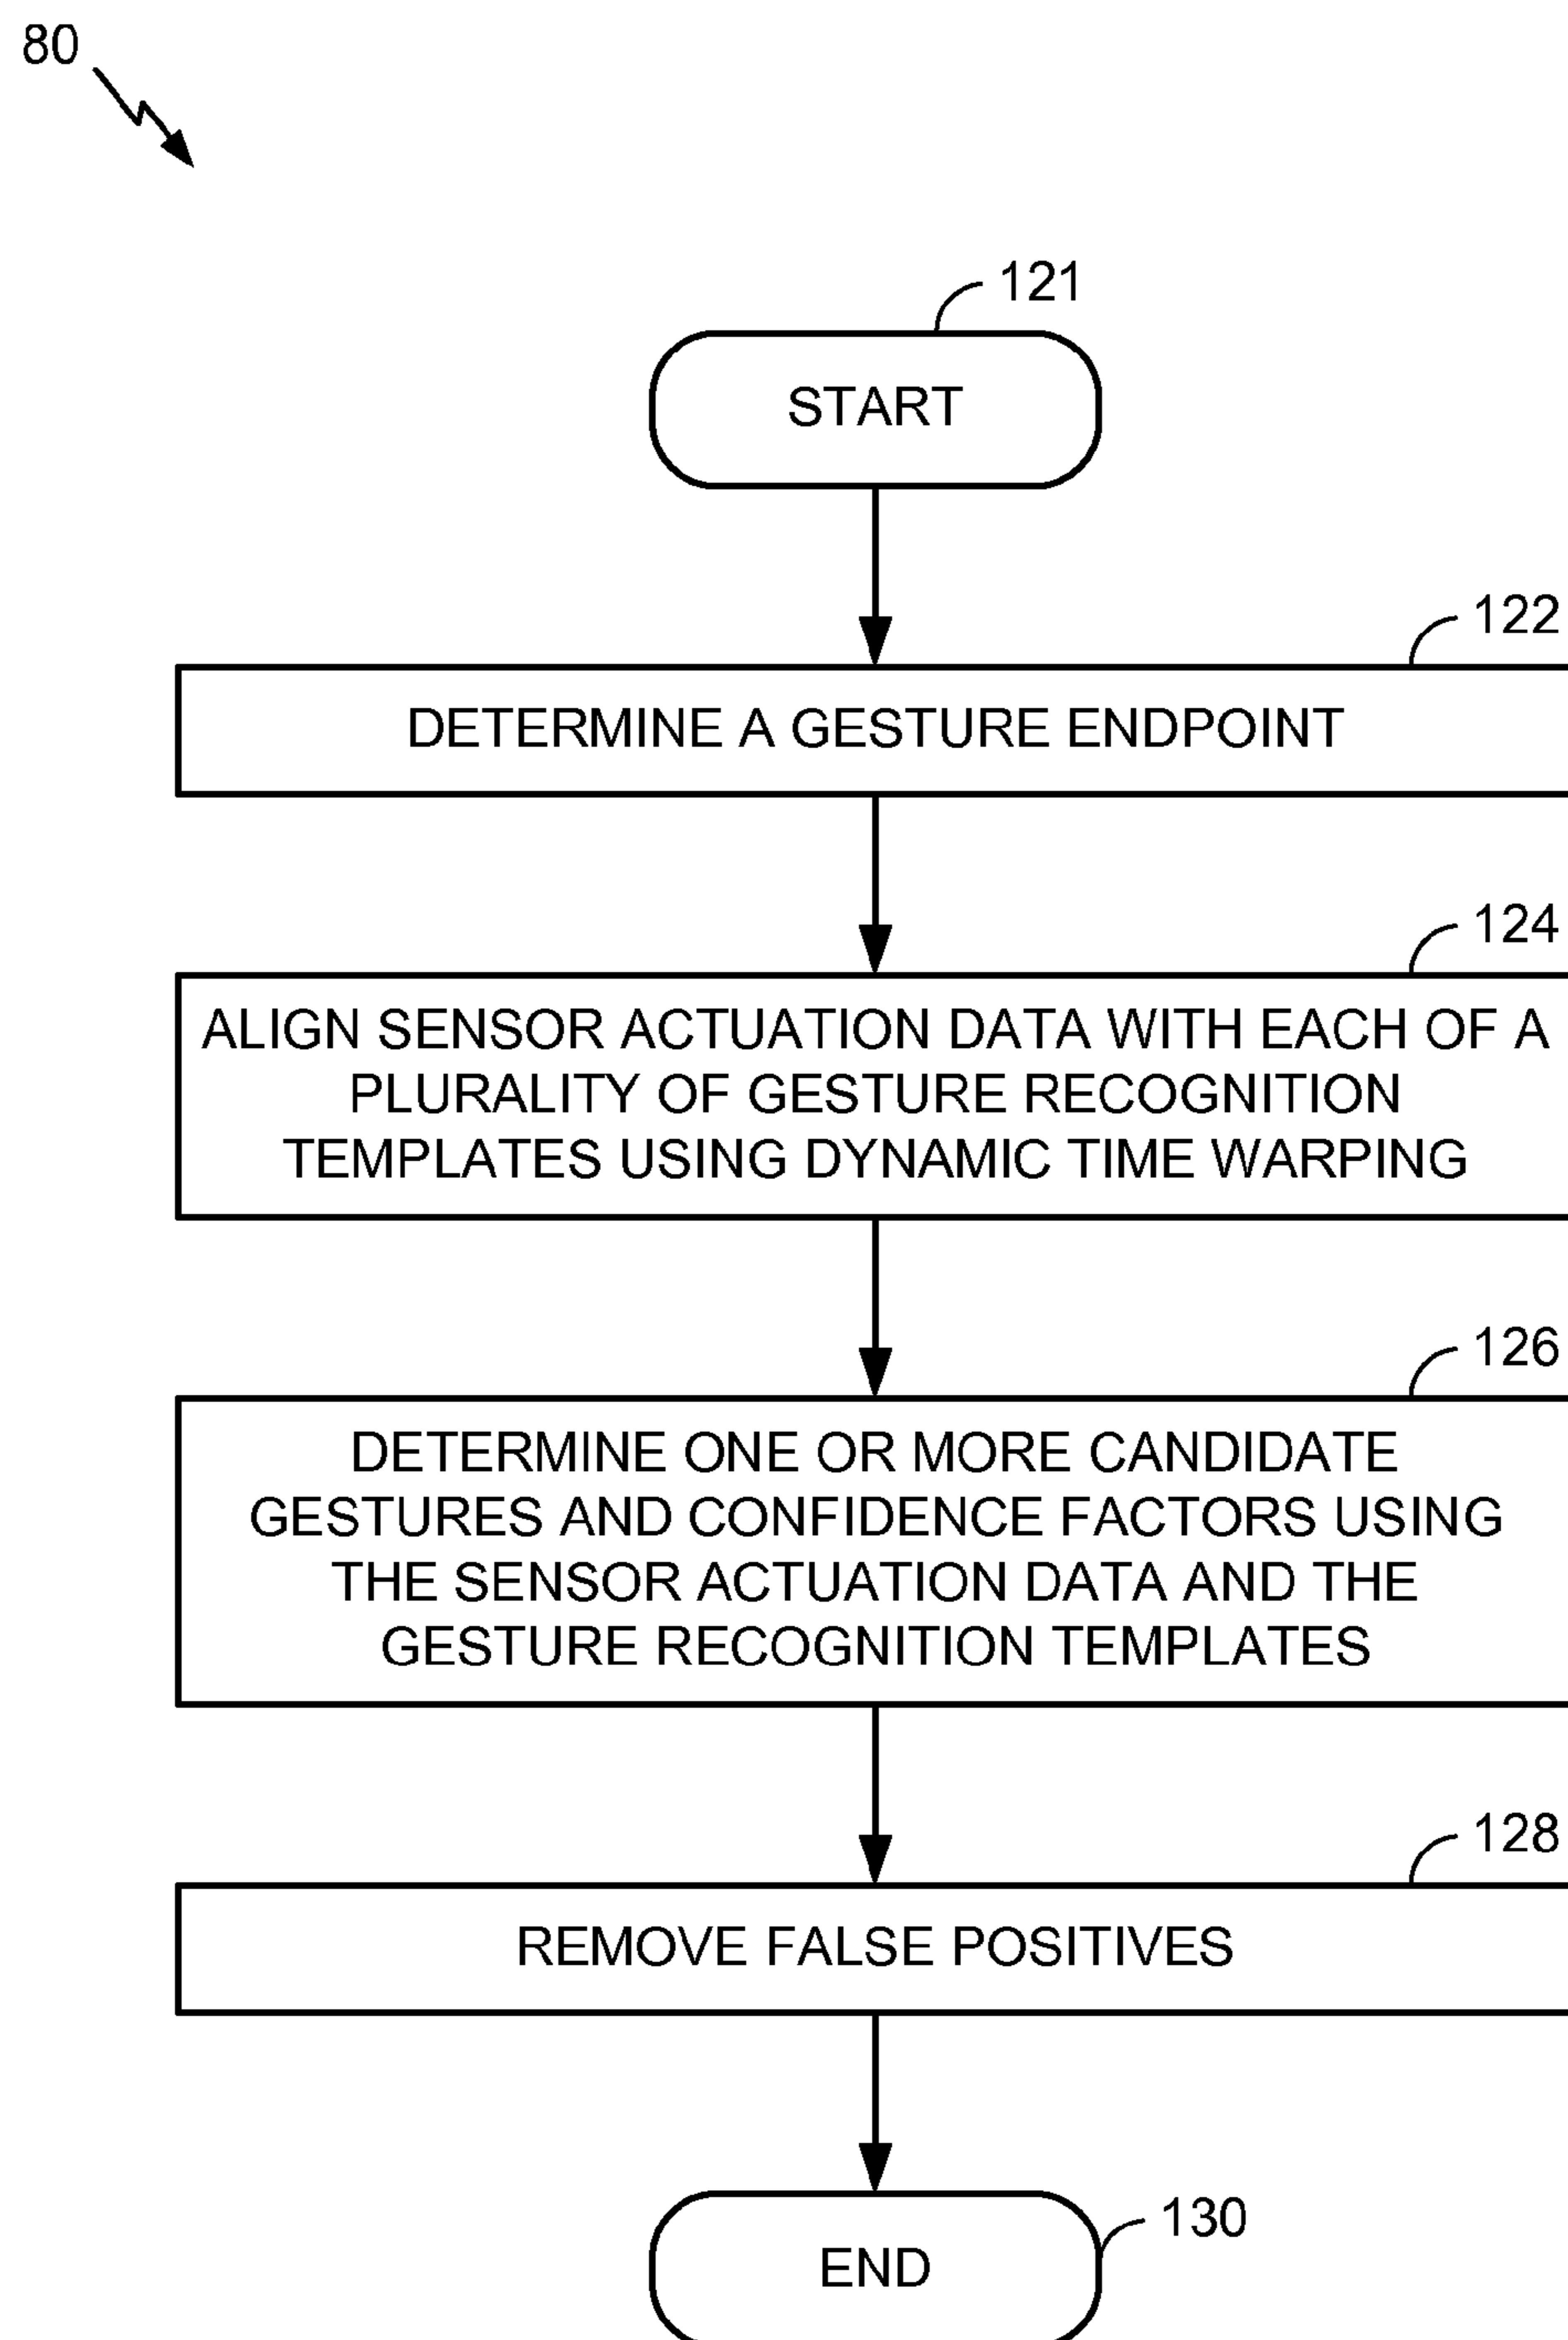 80
121
START
122
DETERMINE A GESTURE ENDPOINT
124
ALIGN SENSOR ACTUATION DATA WITH EACH OF A
PLURALITY OF GESTURE RECOGNITION
TEMPLATES USING DYNAMIC TIME WARPING
126
DETERMINE ONE OR MORE CANDIDATE
GESTURES AND CONFIDENCE FACTORS USING
THE SENSOR ACTUATION DATA AND THE
GESTURE RECOGNITION TEMPLATES
128
REMOVE FALSE POSITIVES
130
END